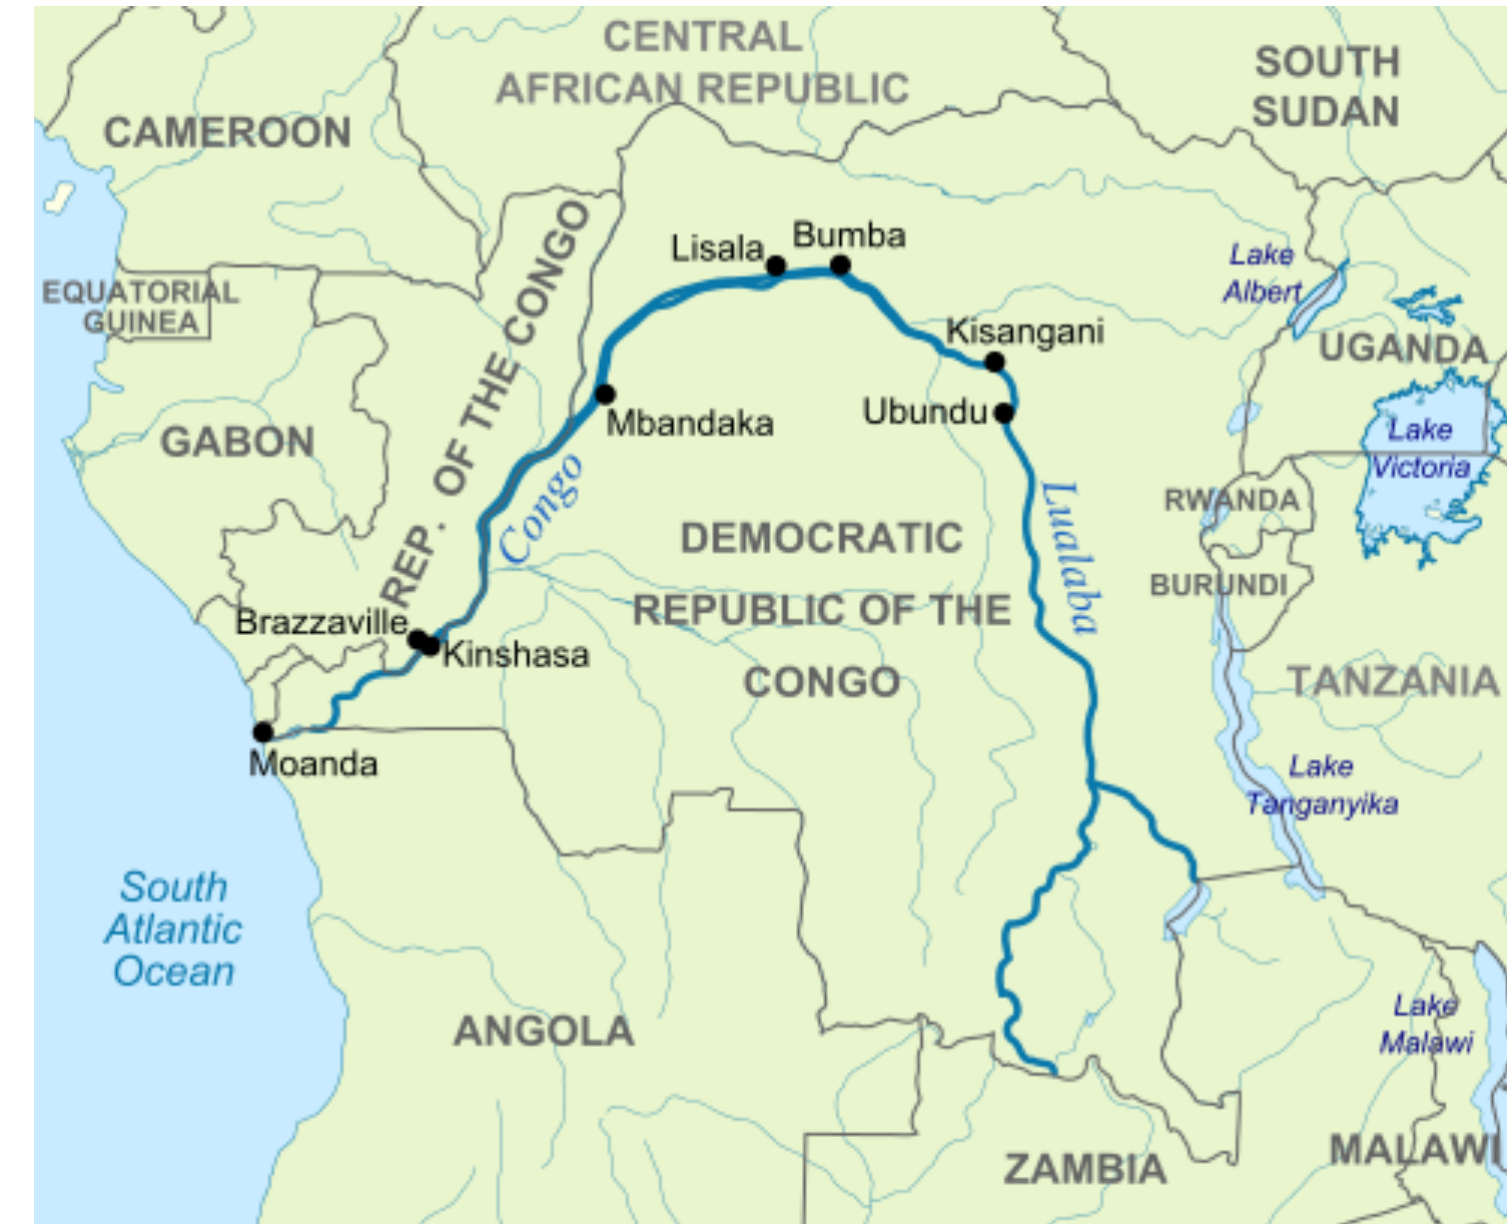 CENTRAL
AFRICAN REPUBLIC
SOUTH
SUDAN
CAMEROON
Lisala
Bumba
Lake
Albert
EQUATORIAL
GUINEA
REP. OF THE CONGO
Kisangani
UGANDA
Mbandaka
Ubundu
GABON
Lake
Victoria
Congo
Lualaba
RWANDA
DEMOCRATIC
REPUBLIC OF THE
CONGO
BURUNDI
Brazzaville
Kinshasa
TANZANIA
Moanda
Lake
Tanganyika
South
Atlantic
Ocean
ANGOLA
Lake
Malawi
ZAMBIA
MALAWI